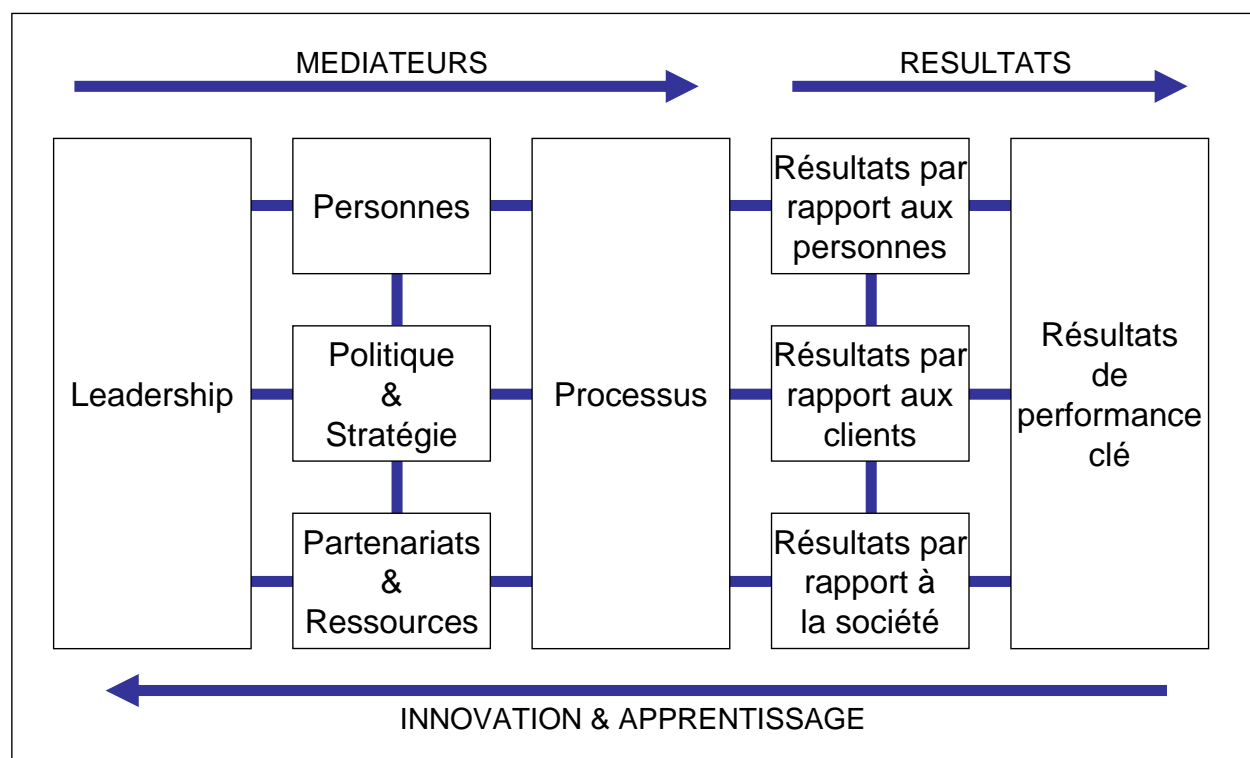 MEDIATEURS
RESULTATS
Leadership
Personnes
Politique
&
Stratégie
Partenariats
&
Ressources
Processus
Résultats par
rapport aux
personnes
Résultats par
rapport aux
clients
Résultats par
rapport à
la société
Résultats
de
performance
clé
INNOVATION & APPRENTISSAGE